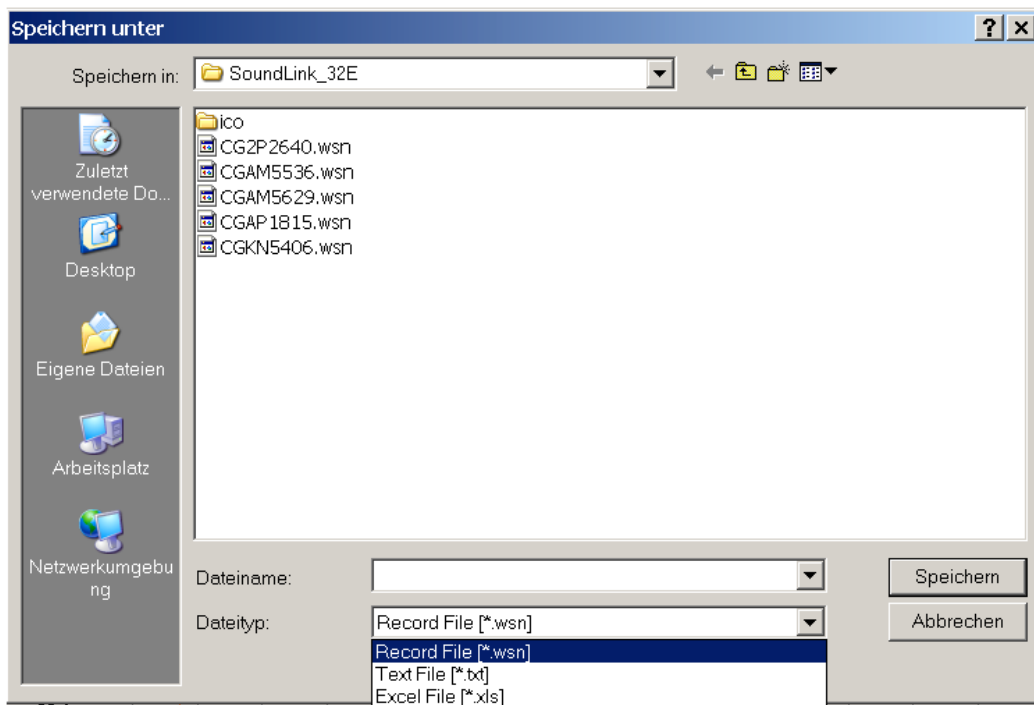 Speichern unter
Speichern in:
SoundLink_32E
ico
CG2P2640.wsn
CGAM5536.wsn
CGAM5629.wsn
CGAP1815.wsn
CGKN5406.wsn
Zuletzt
verwendete Do...
Desktop
Eigene Dateien
Arbeitsplatz
Netzwerkumgebu
ng
Dateiname:
Speichern
Dateityp:
Record File [*.wsn]
Abbrechen
Record File [*.wsn]
Text File [*.txt]
Excel File [*.xls]